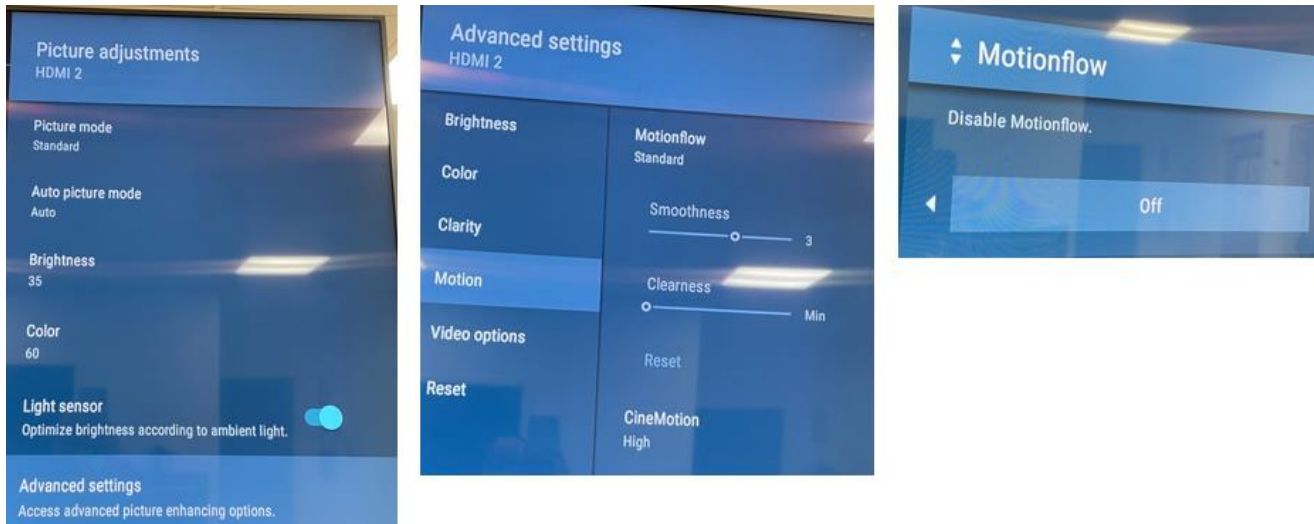 Picture adjustments
HDMI 2
Picture mode
Standard
Auto picture mode
Auto
Brightness
35
Color
60
Light sensor
Optimize brightness according to ambient light.
Advanced settings
Access advanced picture enhancing options.
Advanced settings
HDMI 2
Brightness
Color
Clarity
Motion
Video options
Reset
Motionflow
Standard
Smoothness
3
Clearness
Min
Reset
CineMotion
High
Motionflow
Disable Motionflow.
Off